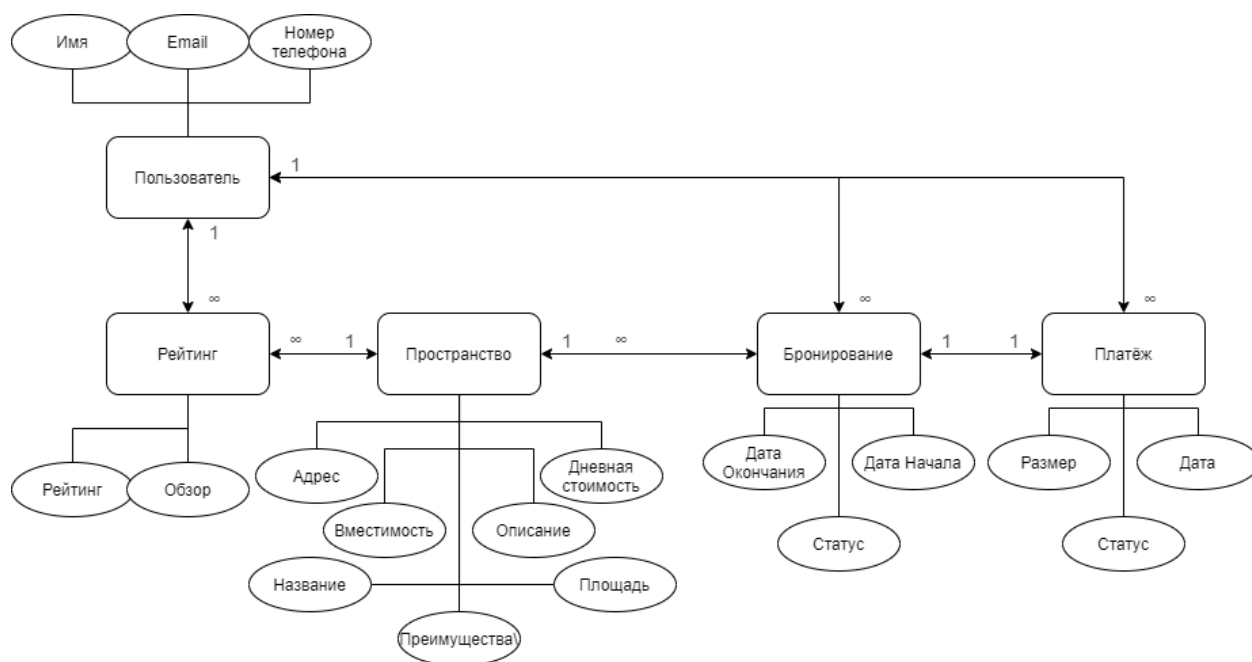 Имя
Email
Номер
телефона
Пользователь
1
1
∞
∞
∞
Рейтинг
∞
1
Пространство
1
∞
Бронирование
1
1
Платёж
Рейтинг
Обзор
Адрес
Дневная
стоимость
Вместимость
Описание
Название
Площадь
Преимущества\
Дата
Окончания
Дата Начала
Статус
Размер
Дата
Статус